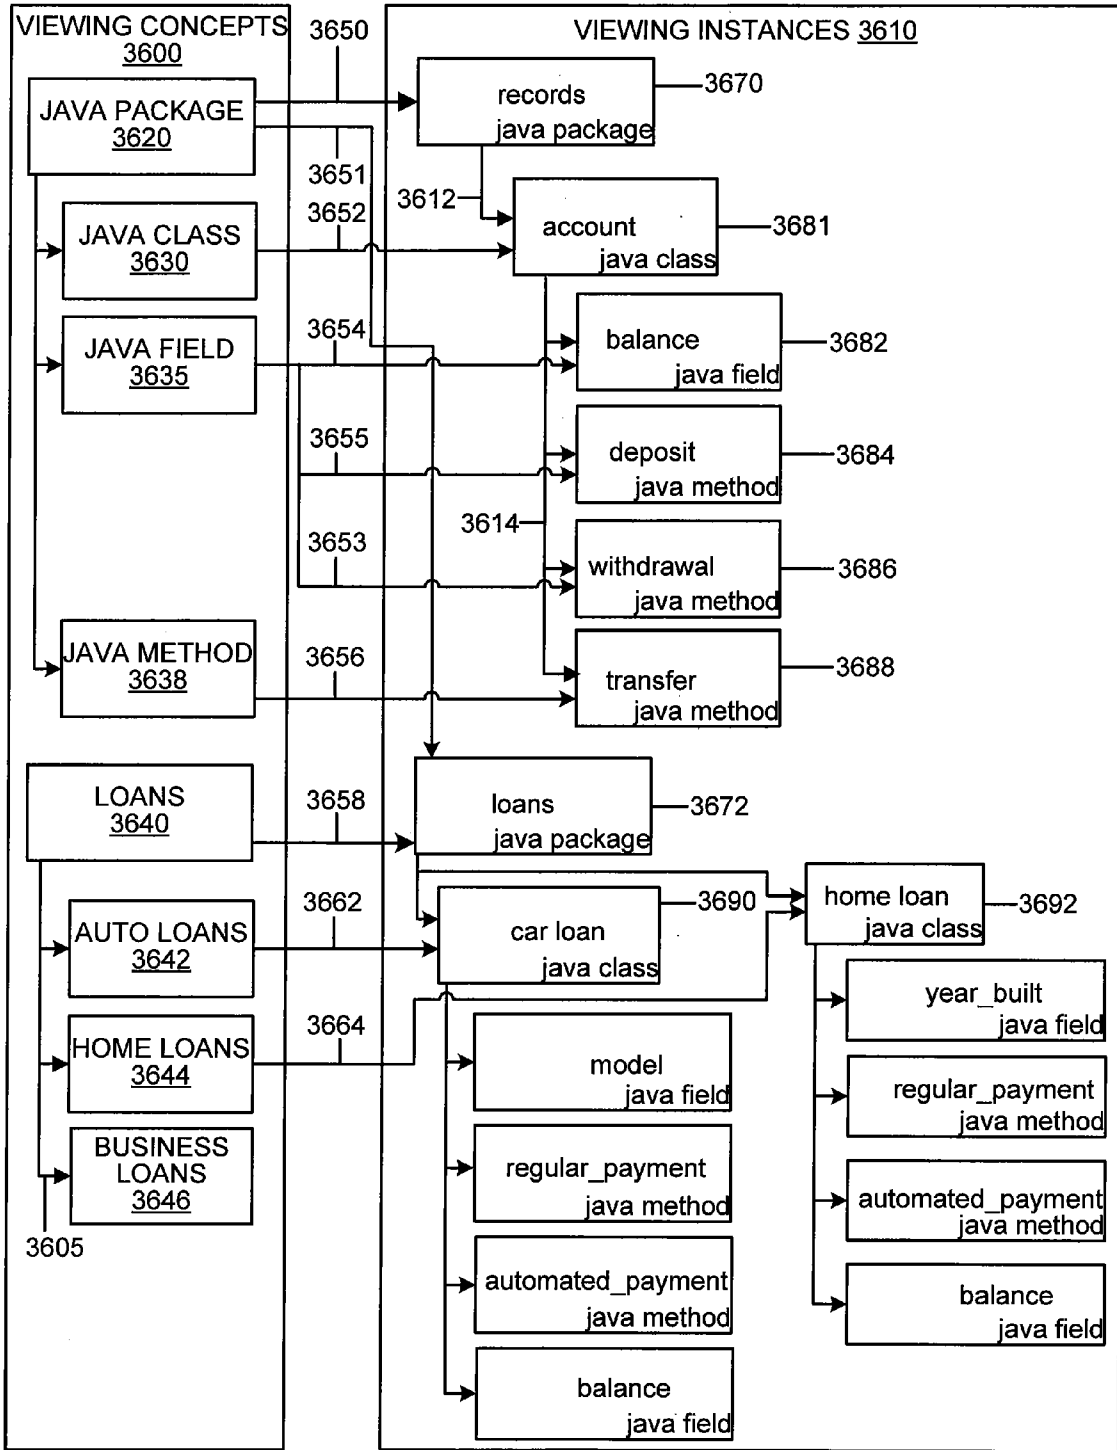 VIEWING CONCEPTS
3600
JAVA PACKAGE
3620
JAVA CLASS
3630
JAVA FIELD
3635
JAVA METHOD
3638
LOANS
3640
AUTO LOANS
3642
HOME LOANS
3644
BUSINESS
LOANS
3646
3605
3650
3651
3652
3654
3655
3653
3656
3658
3662
3664
VIEWING INSTANCES 3610
records
java package
3670
3612
account
java class
3681
balance
java field
3682
deposit
java method
3684
3614
withdrawal
java method
3686
transfer
java method
3688
loans
java package
3672
car loan
java class
3690
model
java field
regular_payment
java method
automated_payment
java method
balance
java field
home loan
java class
3692
year_built
java field
regular_payment
java method
automated_payment
java method
balance
java field